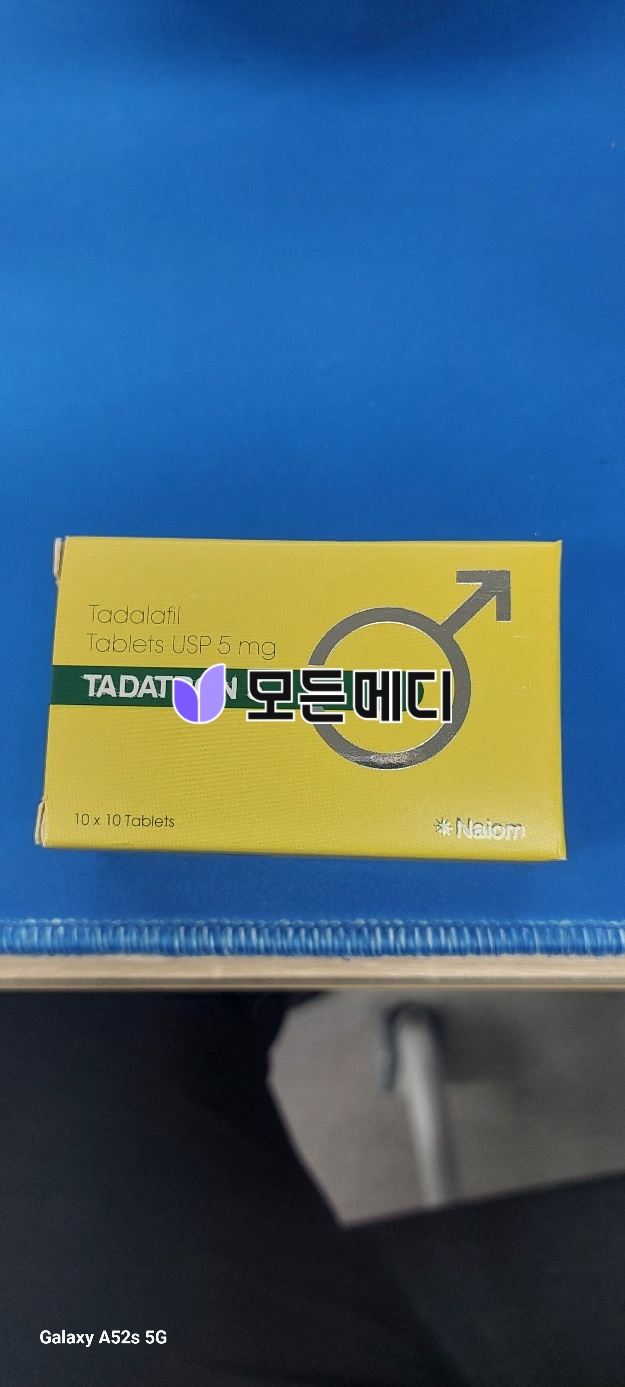 Tadalafil
Tablets USP 5 mg
모든메디
10 x 10 Tablets
Naiom
Galaxy A52s 5G